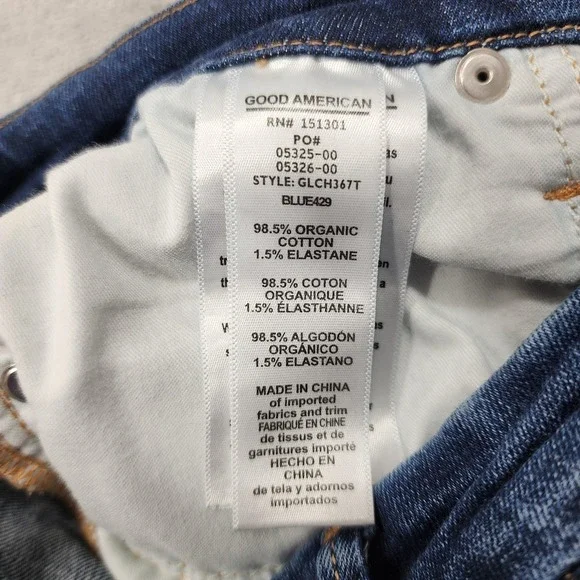 GOOD AMERICAN
RN# 151301
PO#
05325-00
05326-00
STYLE: GLCH367T
BLUE429
98.5% ORGANIC
COTTON
1.5% ELASTANE
98.5% COTON
ORGANIQUE
1.5% ÉLASTHANNE
98.5% ALGODÓN
ORGÁNICO
1.5% ELASTANO
MADE IN CHINA
of imported
fabrics and trim
FABRIQUÉ EN CHINE
de tissus et de
garnitures importé
HECHO EN
CHINA
de tela y adornos
importados